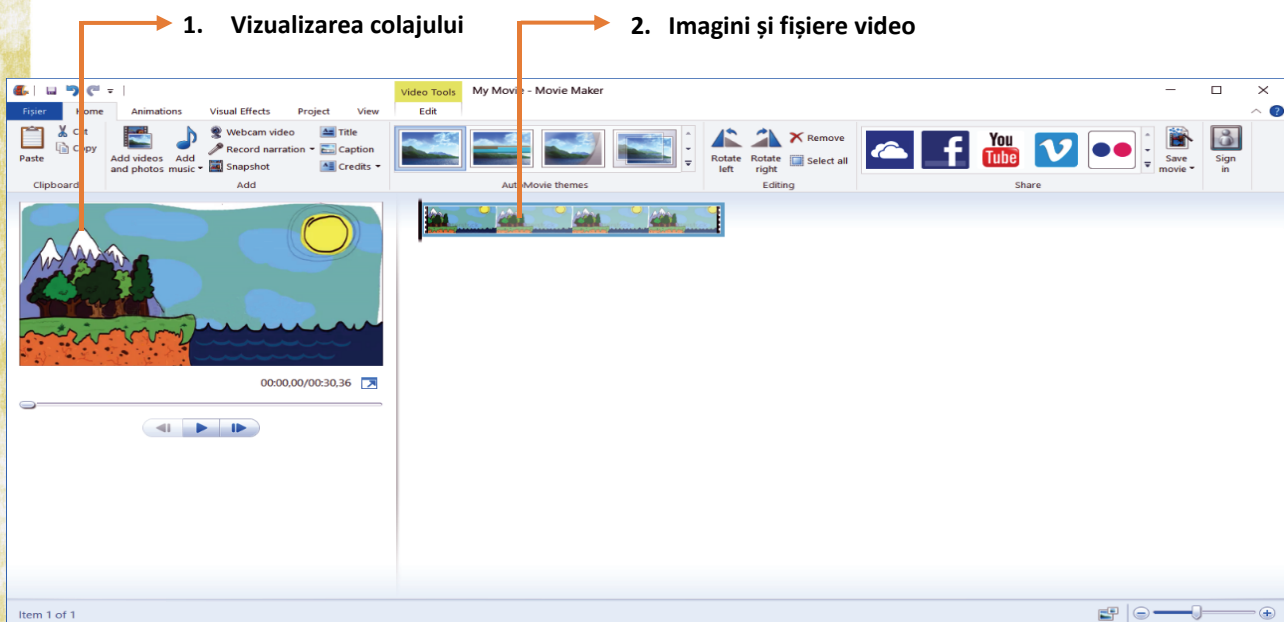 1. Vizualizarea colajului
2. Imagini și fișiere video
Video Tools
My Movie - Movie Maker
Fișier Home Animations Visual Effects Project View Edit
Paste
Cut
Copy
Clipboard
Add videos and photos
Add music
Webcam video
Record narration
Snapshot
Title
Caption
Credits
Add
AutoMovie themes
Rotate left
Rotate right
Remove
Select all
Editing
f
You Tube
v
Share
Save movie
Sign in
00:00,00/00:30,36
Item 1 of 1